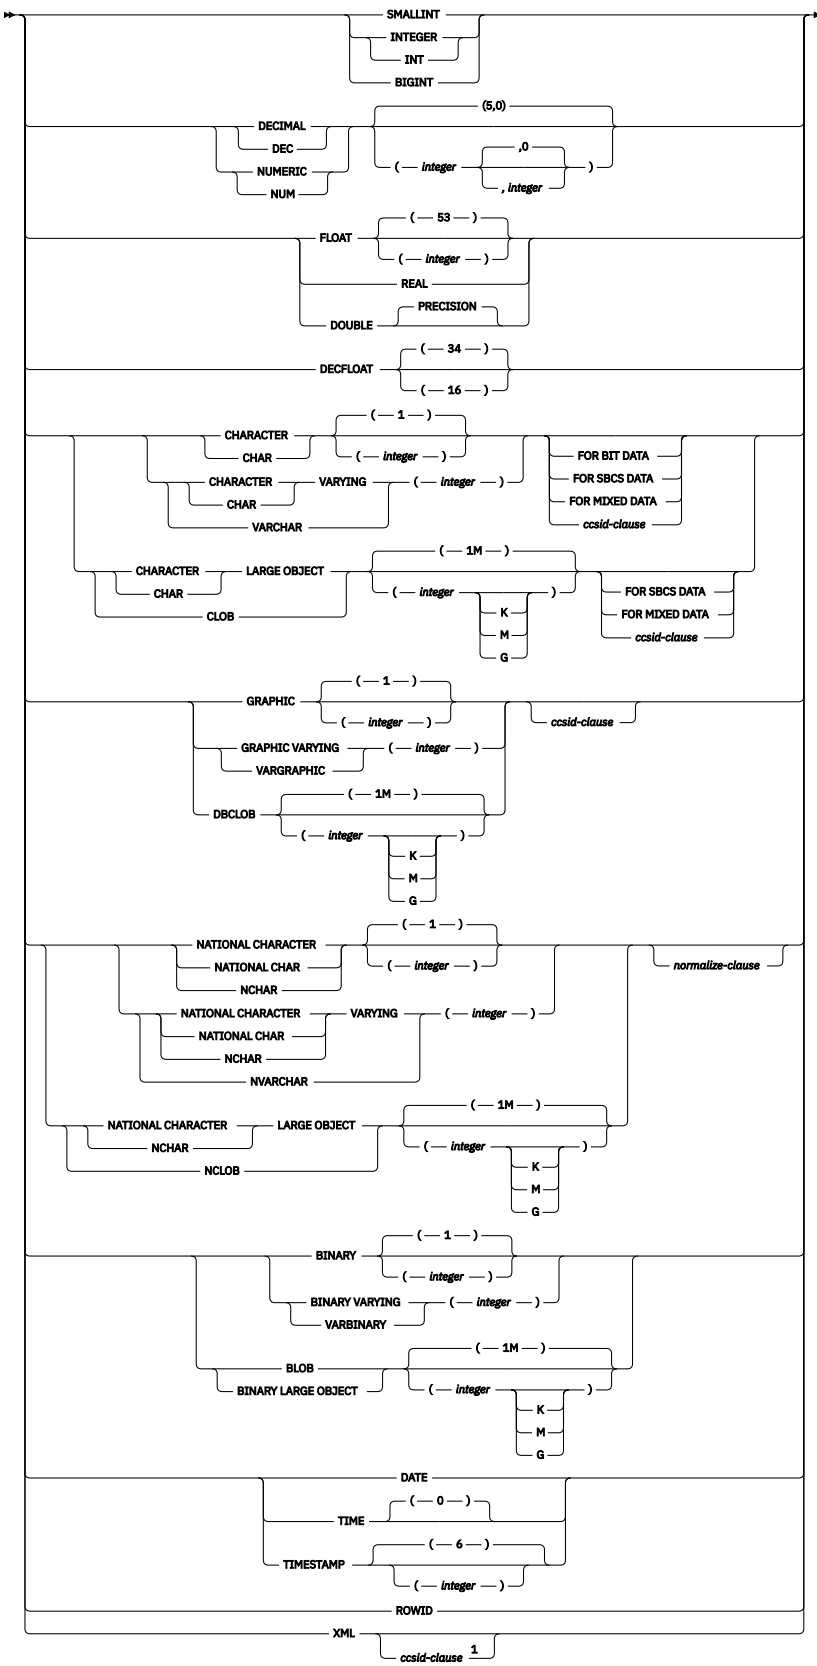 SMALLINT
INTEGER
INT
BIGINT
(5,0)
DECIMAL
DEC
,0
NUMERIC ( integer )
NUM , integer
( 53 )
FLOAT
( integer )
REAL
PRECISION
DOUBLE
( 34 )
DECFLOAT
( 16 )
( 1 )
CHARACTER
CHAR ( integer ) FOR BIT DATA
CHARACTER VARYING ( integer ) FOR SBCS DATA
CHAR FOR MIXED DATA
VARCHAR ccsid-clause
( 1M )
CHARACTER LARGE OBJECT
CHAR ( integer ) FOR SBCS DATA
CLOB K FOR MIXED DATA
M ccsid-clause
G
( 1 )
GRAPHIC
( integer ) ccsid-clause
GRAPHIC VARYING ( integer )
VARGRAPHIC
( 1M )
DBCLOB
( integer )
K
M
G
( 1 )
NATIONAL CHARACTER
NATIONAL CHAR ( integer ) normalize-clause
NCHAR
NATIONAL CHARACTER VARYING ( integer )
NATIONAL CHAR
NCHAR
NVARCHAR
( 1M )
NATIONAL CHARACTER LARGE OBJECT
NCHAR ( integer )
NCLOB K
M
G
( 1 )
BINARY
( integer )
BINARY VARYING ( integer )
VARBINARY
( 1M )
BLOB
BINARY LARGE OBJECT ( integer )
K
M
G
DATE
( 0 )
TIME
( 6 )
TIMESTAMP
( integer )
ROWID
XML
ccsid-clause 1